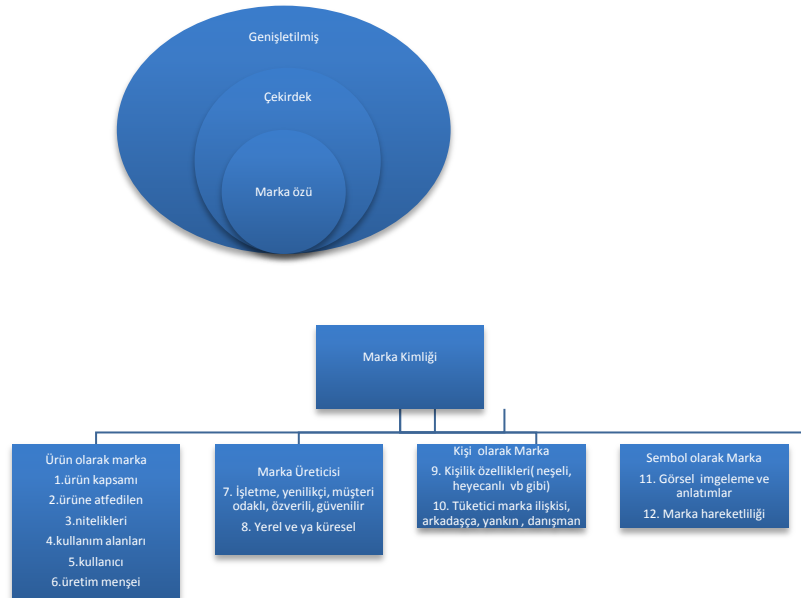 Genişletilmiş
Çekirdek
Marka özü
Marka Kimliği
Ürün olarak marka
1.ürün kapsamı
2.ürüne atfedilen
3.nitelikleri
4.kullanım alanları
5.kullanıcı
6.üretim menşei
Marka Üreticisi
7. İşletme, yenilikçi, müşteri
odaklı, özverili, güvenilir
8. Yerel ve ya küresel
Kişi olarak Marka
9. Kişilik özellikleri( neşeli,
heyecanlı vb gibi)
10. Tüketici marka ilişkisi,
arkadaşça, yankın , danışman
Sembol olarak Marka
11. Görsel imgeleme ve
anlatımlar
12. Marka hareketliliği